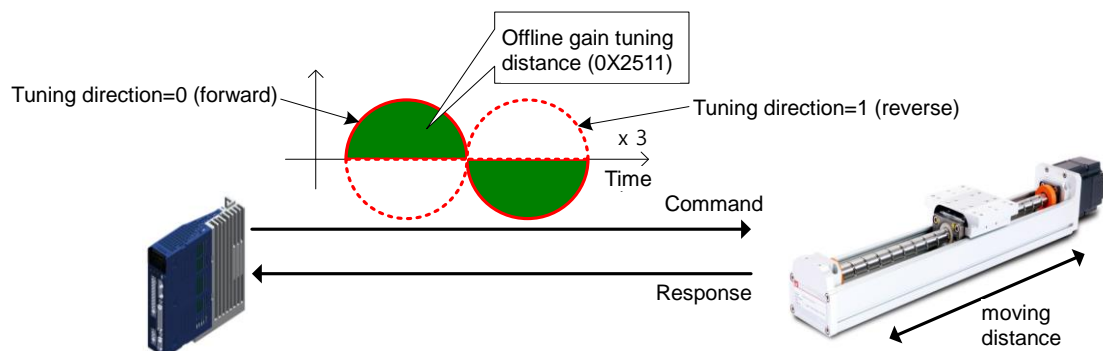 Offline gain tuning
distance (0X2511)
Tuning direction=0 (forward)
Tuning direction=1 (reverse)
x 3
Time
Command
Response
moving
distance